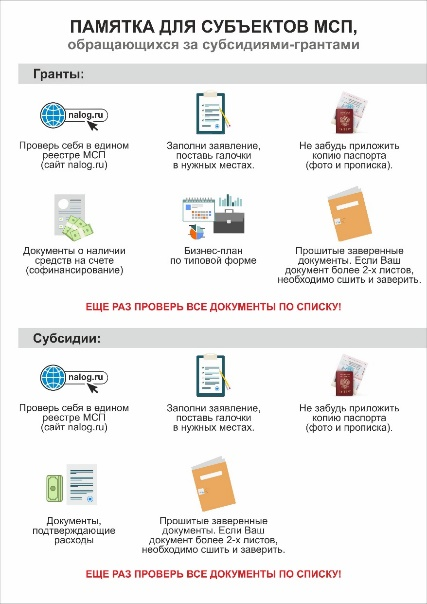 ПАМЯТКА ДЛЯ СУБЪЕКТОВ МСП,
обращающихся за субсидиями-грантами
Гранты:
nalog.ru
Проверь себя в едином
реестре МСП
(сайт nalog.ru)
Заполни заявление,
поставь галочки
в нужных местах.
Не забудь приложить
копию паспорта
(фото и прописка).
Документы о наличии
средств на счете
(софинансирование)
Бизнес-план
по типовой форме
Прошитые заверенные
документы. Если Ваш
документ более 2-х листов,
необходимо сшить и заверить.
ЕЩЕ РАЗ ПРОВЕРЬ ВСЕ ДОКУМЕНТЫ ПО СПИСКУ!
Субсидии:
nalog.ru
Проверь себя в едином
реестре МСП
(сайт nalog.ru)
Заполни заявление,
поставь галочки
в нужных местах.
Не забудь приложить
копию паспорта
(фото и прописка).
Документы,
подтверждающие
расходы
Прошитые заверенные
документы. Если Ваш
документ более 2-х листов,
необходимо сшить и заверить.
ЕЩЕ РАЗ ПРОВЕРЬ ВСЕ ДОКУМЕНТЫ ПО СПИСКУ!